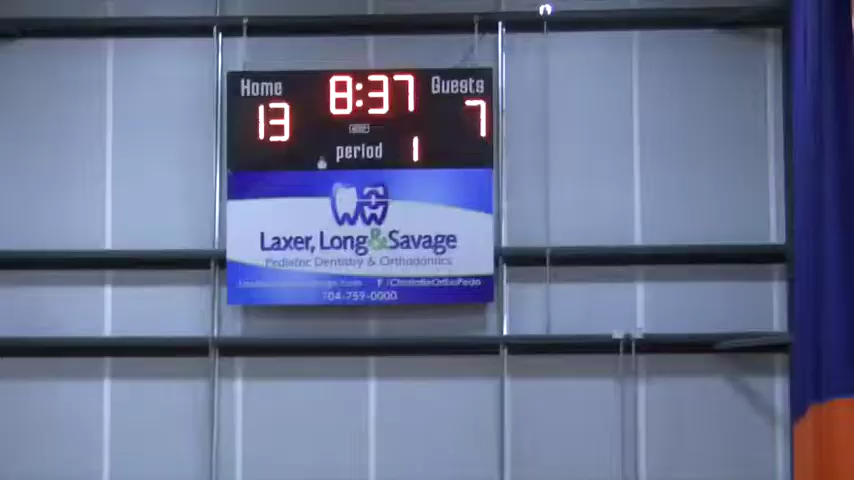 Home 8:37 Guests
13 7
period 1
Laxer, Long & Savage
Pediatric Dentistry & Orthodontics
704-759-0000